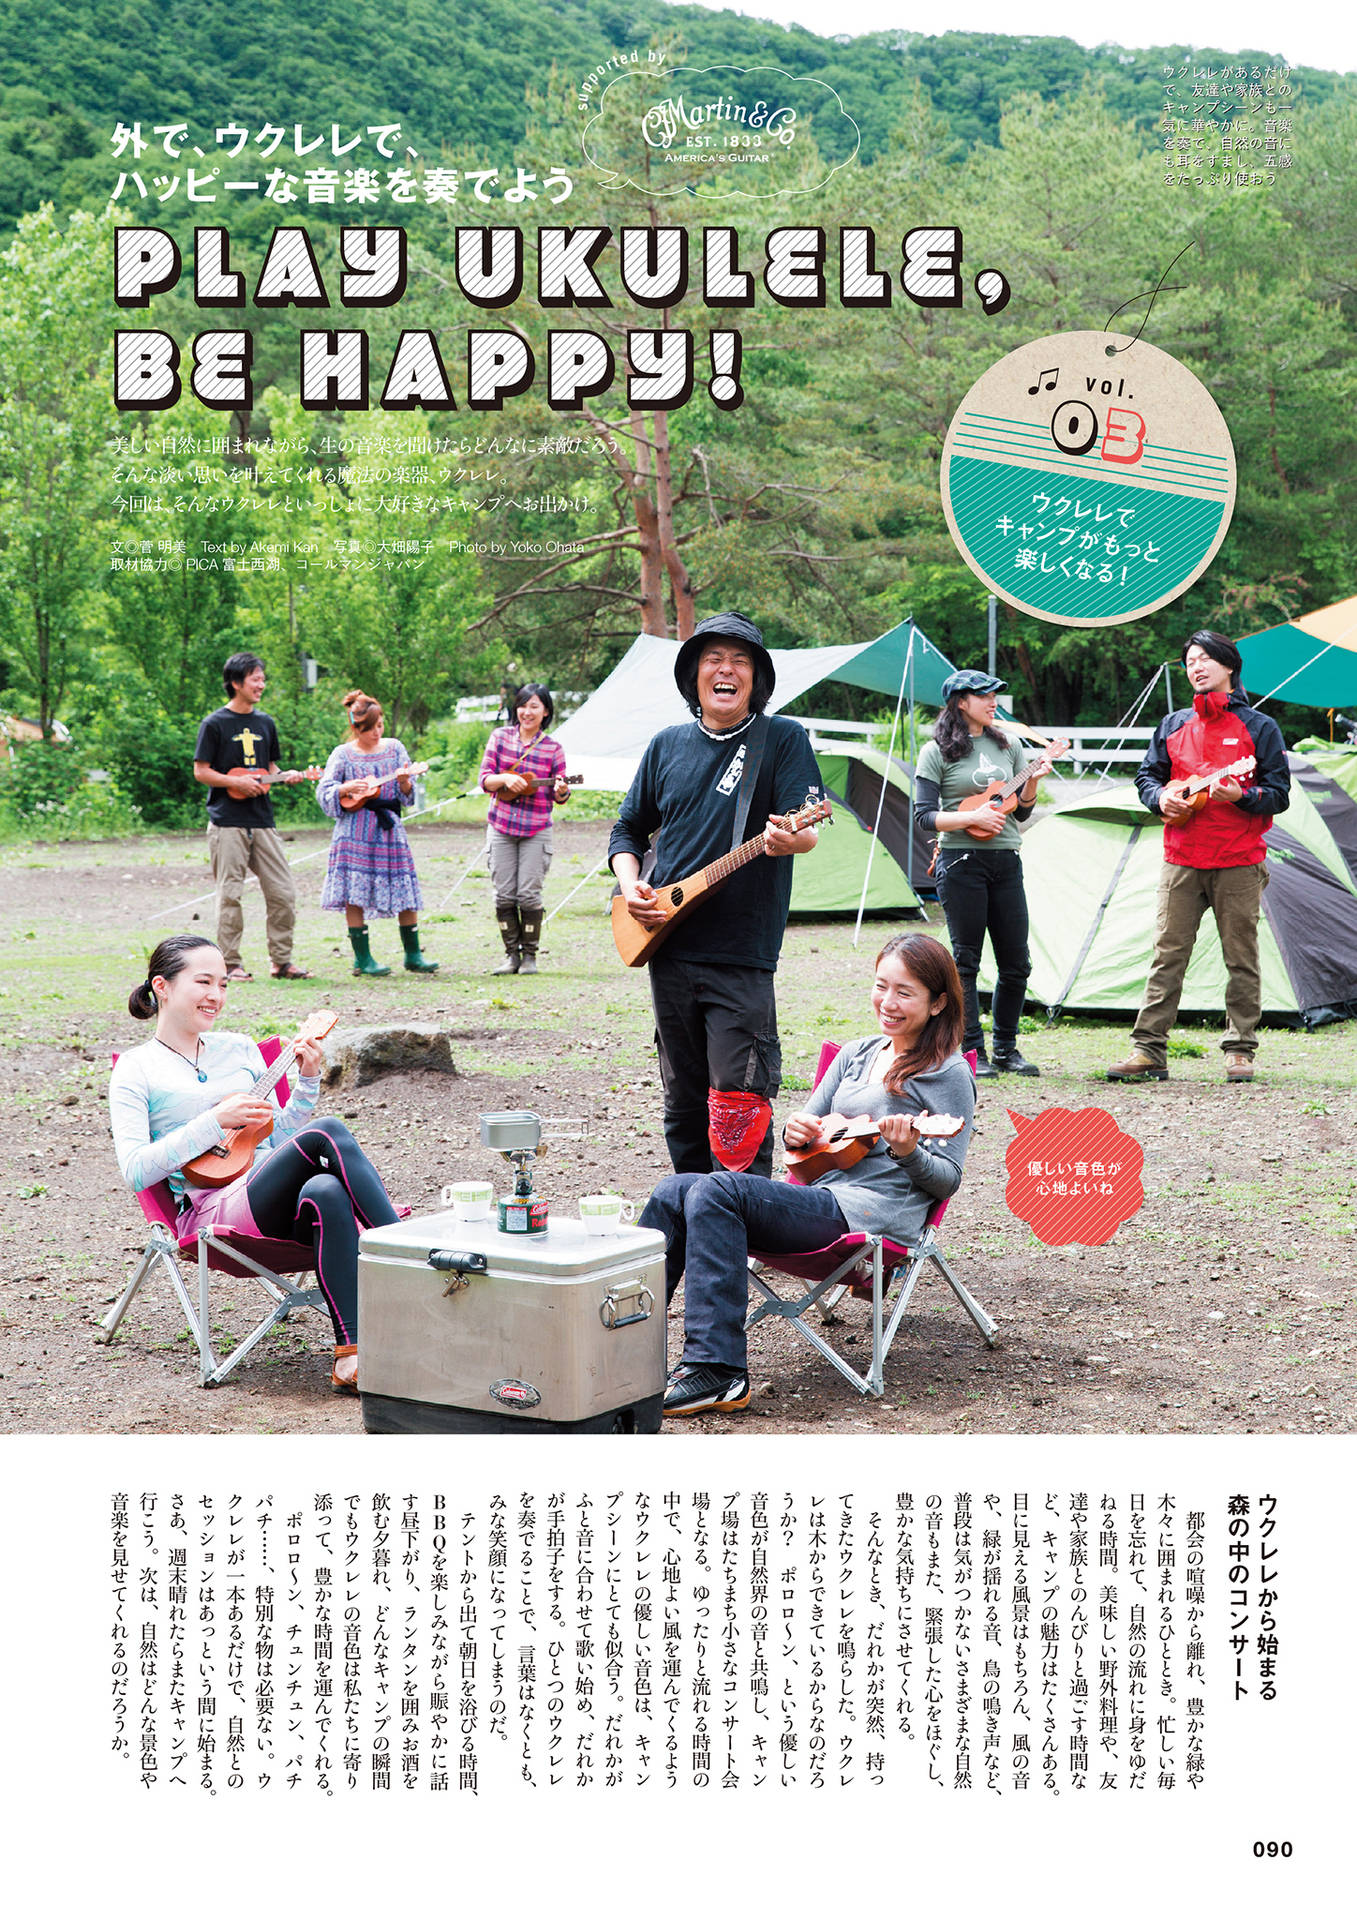 supported by
C.F. Martin & Co.
EST. 1833
AMERICA'S GUITAR®
ウクレレがあるだけ
で、友達や家族との
キャンプシーンも一
気に華やかに。音楽
を奏で、自然の音に
も耳をすまし、五感
をたっぷり使おう
外で、ウクレレで、
ハッピーな音楽を奏でよう
PLAY UKULELE,
BE HAPPY!
美しい自然に囲まれながら、生の音楽を聞けたらどんなに素敵だろう。
そんな淡い思いを叶えてくれる魔法の楽器、ウクレレ。
今回は、そんなウクレレといっしょに大好きなキャンプへお出かけ。
文◎菅 明美　Text by Akemi Kan　写真◎大畑陽子　Photo by Yoko Ohata
取材協力◎ PICA 富士西湖、コールマンジャパン
vol.
03
ウクレレで
キャンプがもっと
楽しくなる！
優しい音色が
心地よいね
Coleman
Coleman
ウクレレから始まる
森の中のコンサート
都会の喧噪から離れ、豊かな緑や
木々に囲まれるひととき。忙しい毎
日を忘れて、自然の流れに身をゆだ
ねる時間。美味しい野外料理や、友
達や家族とのんびりと過ごす時間な
ど、キャンプの魅力はたくさんある。
目に見える風景はもちろん、風の音
や、緑が揺れる音、鳥の鳴き声など、
普段は気がつかないさまざまな自然
の音もまた、緊張した心をほぐし、
豊かな気持ちにさせてくれる。
そんなとき、だれかが突然、持っ
てきたウクレレを鳴らした。ウクレ
レは木からできているからなのだろ
うか？　ポロロ〜ン、という優しい
音色が自然界の音と共鳴し、キャン
プ場はたちまち小さなコンサート会
場となる。ゆったりと流れる時間の
中で、心地よい風を運んでくるよう
なウクレレの優しい音色は、キャン
プシーンにとても似合う。だれかが
ふと音に合わせて歌い始め、だれか
が手拍子をする。ひとつのウクレレ
を奏でることで、言葉はなくとも、
みな笑顔になってしまうのだ。
テントから出て朝日を浴びる時間、
BBQを楽しみながら賑やかに話
す昼下がり、ランタンを囲みお酒を
飲む夕暮れ、どんなキャンプの瞬間
でもウクレレの音色は私たちに寄り
添って、豊かな時間を運んでくれる。
ポロロ〜ン、チュンチュン、パチ
パチ……、特別な物は必要ない。ウ
クレレが一本あるだけで、自然との
セッションはあっという間に始まる。
さあ、週末晴れたらまたキャンプへ
行こう。次は、自然はどんな景色や
音楽を見せてくれるのだろうか。
090